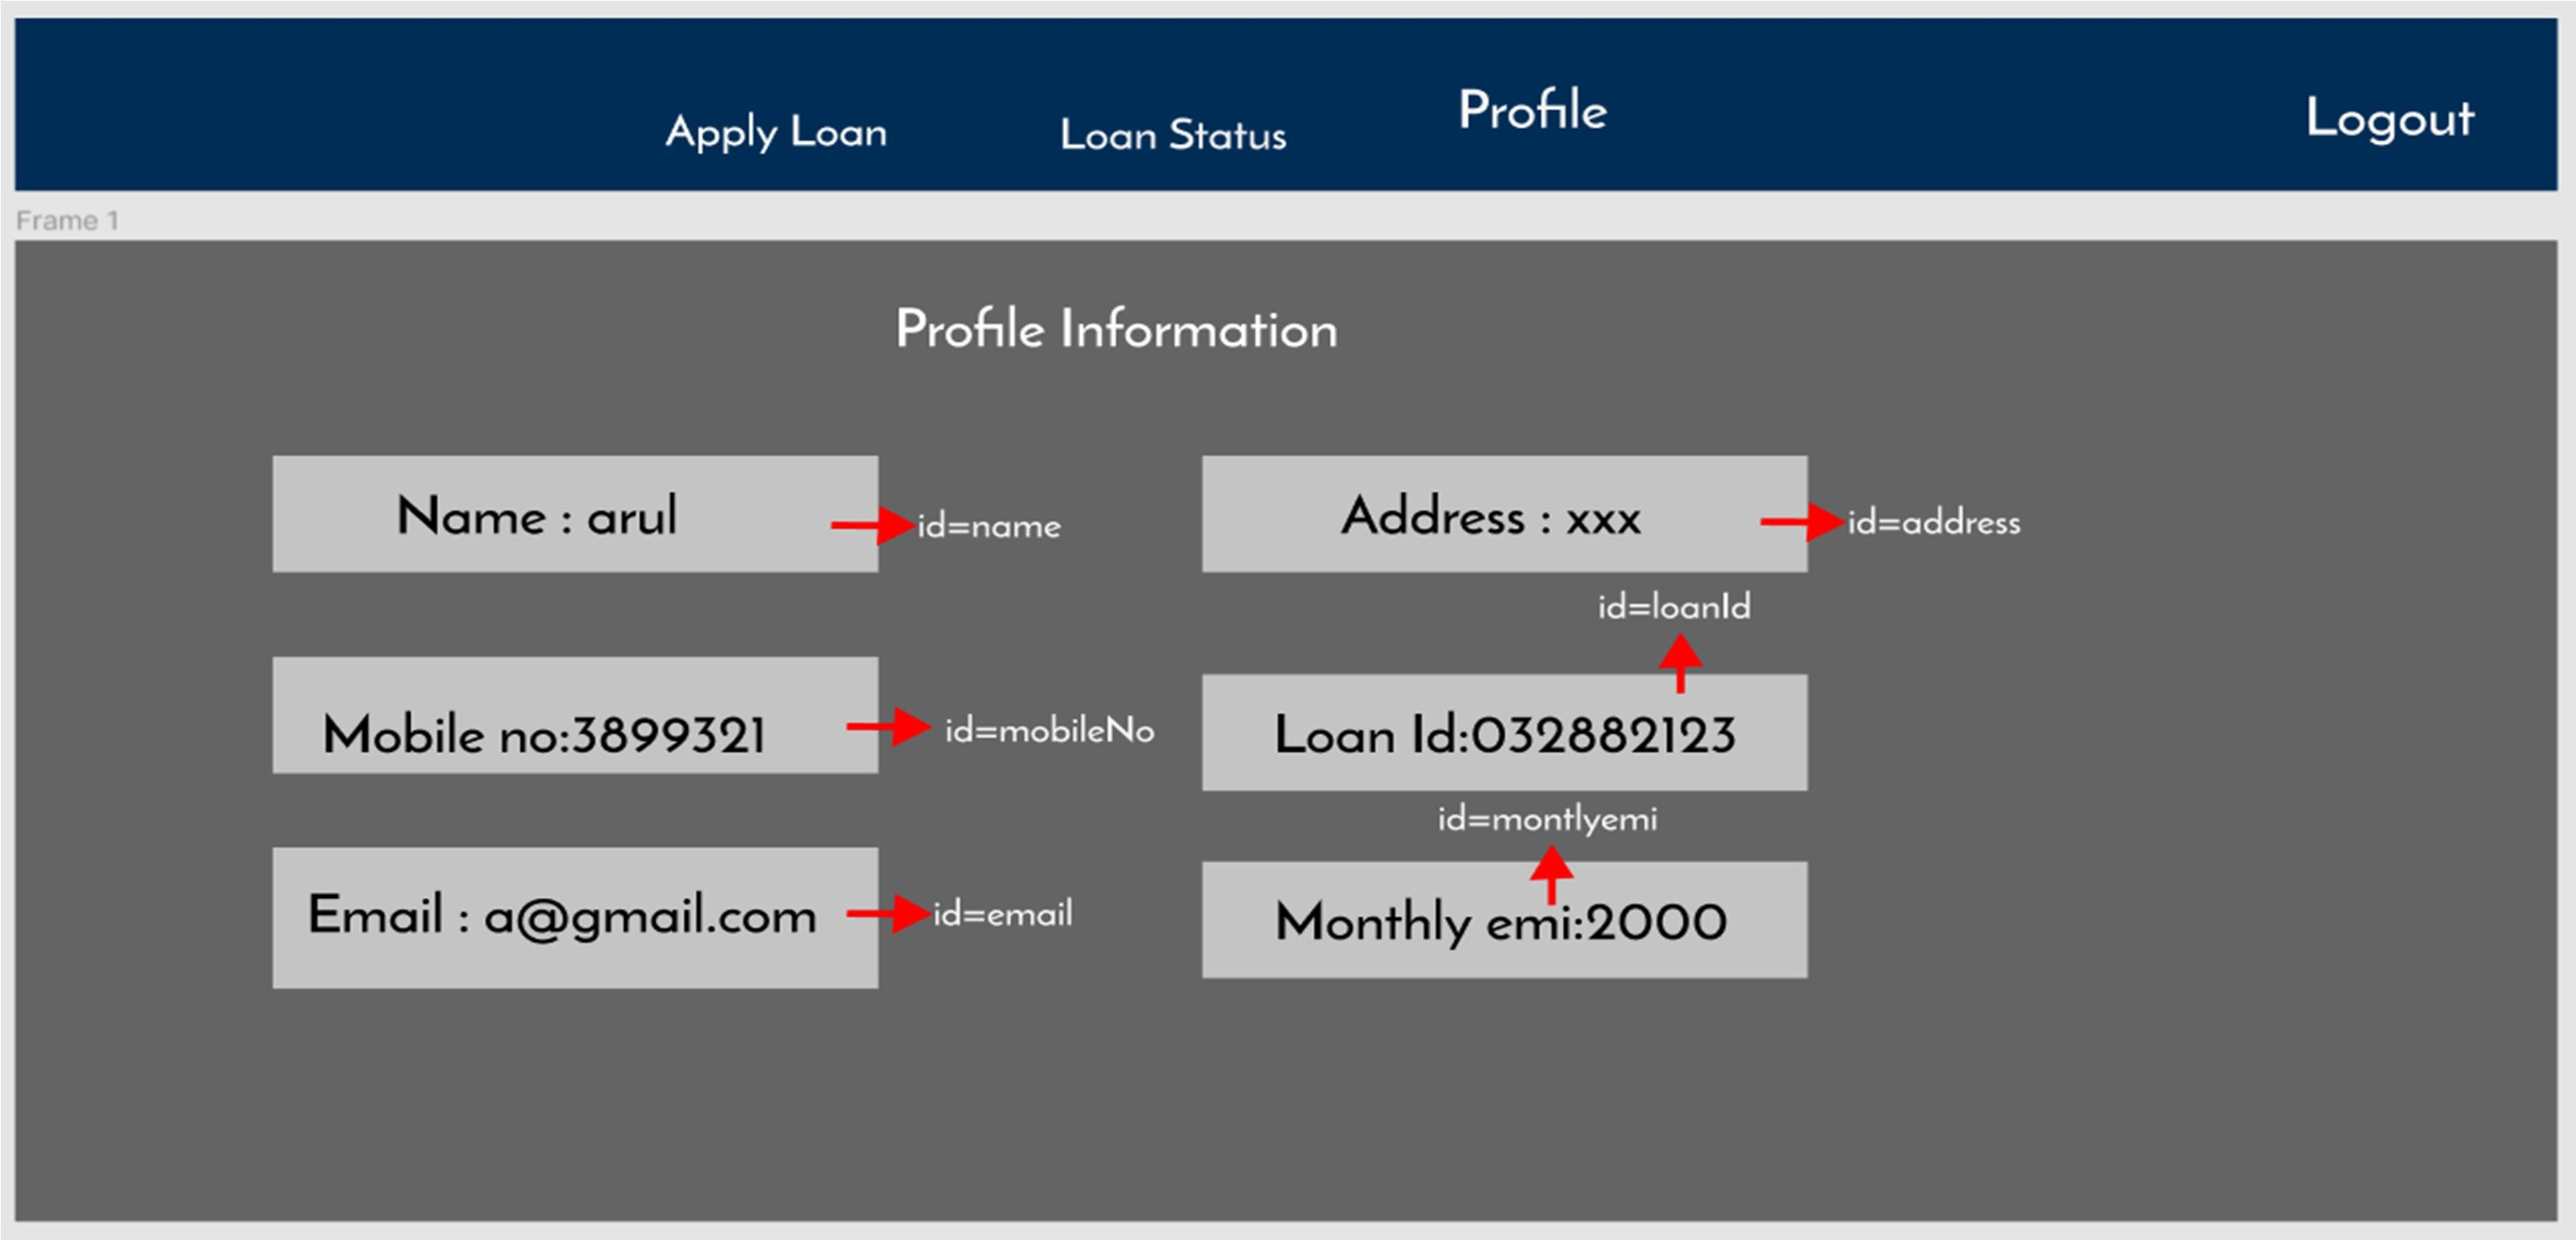 Apply Loan
Loan Status
Profile
Logout
Frame 1
Profile Information
Name : arul
id=name
Address : xxx
id=address
id=loanId
Mobile no:3899321
id=mobileNo
Loan Id:032882123
id=montlyemi
Email : a@gmail.com
id=email
Monthly emi:2000